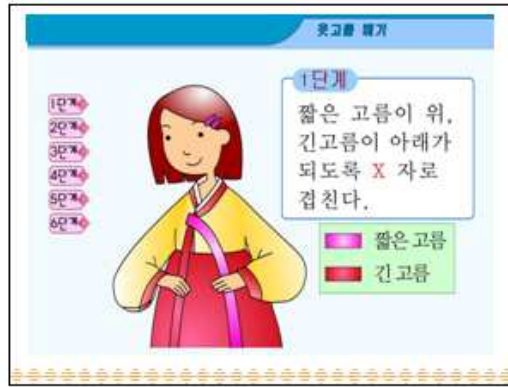 옷고름 매기
1단계
짧은 고름이 위,
긴고름이 아래가
되도록 X 자로
겹친다.
1단계
2단계
3단계
4단계
5단계
6단계
짧은 고름
긴 고름